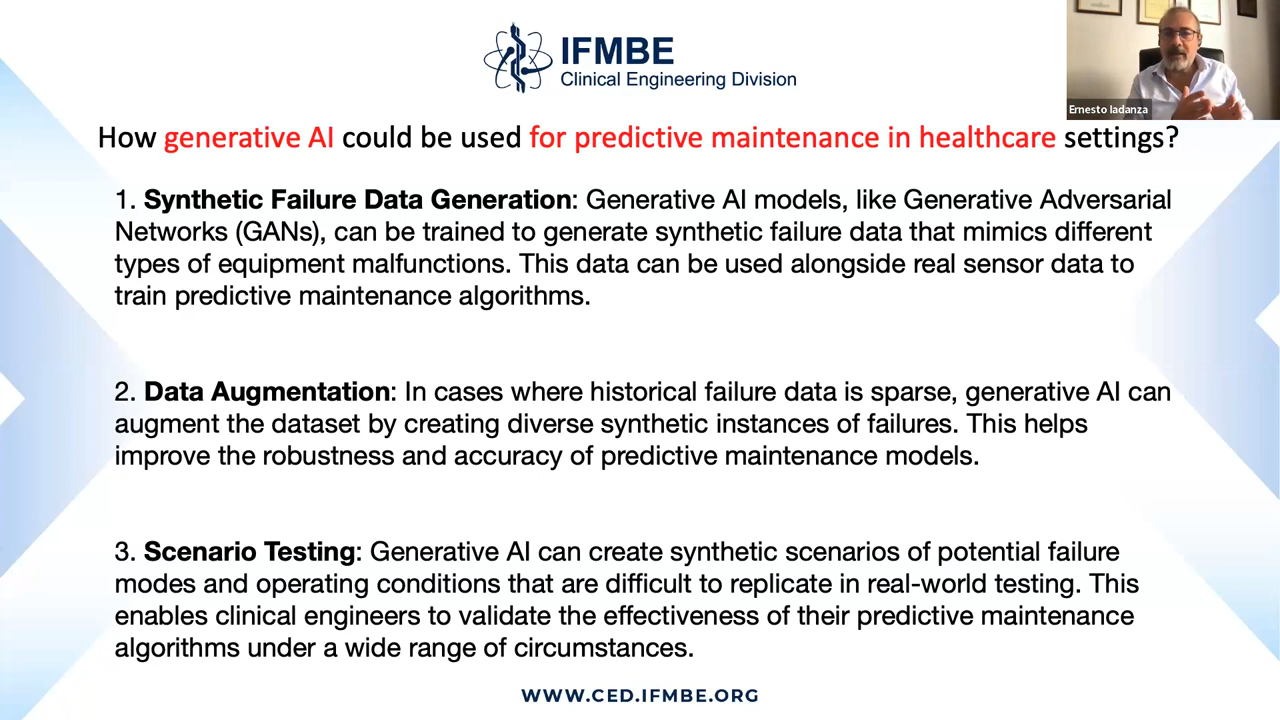 IFMBE
Clinical Engineering Division
Ernesto Iadanza
How generative AI could be used for predictive maintenance in healthcare settings?
1. Synthetic Failure Data Generation: Generative AI models, like Generative Adversarial
Networks (GANs), can be trained to generate synthetic failure data that mimics different
types of equipment malfunctions. This data can be used alongside real sensor data to
train predictive maintenance algorithms.
2. Data Augmentation: In cases where historical failure data is sparse, generative AI can
augment the dataset by creating diverse synthetic instances of failures. This helps
improve the robustness and accuracy of predictive maintenance models.
3. Scenario Testing: Generative AI can create synthetic scenarios of potential failure
modes and operating conditions that are difficult to replicate in real-world testing. This
enables clinical engineers to validate the effectiveness of their predictive maintenance
algorithms under a wide range of circumstances.
WWW.CED.IFMBE.ORG